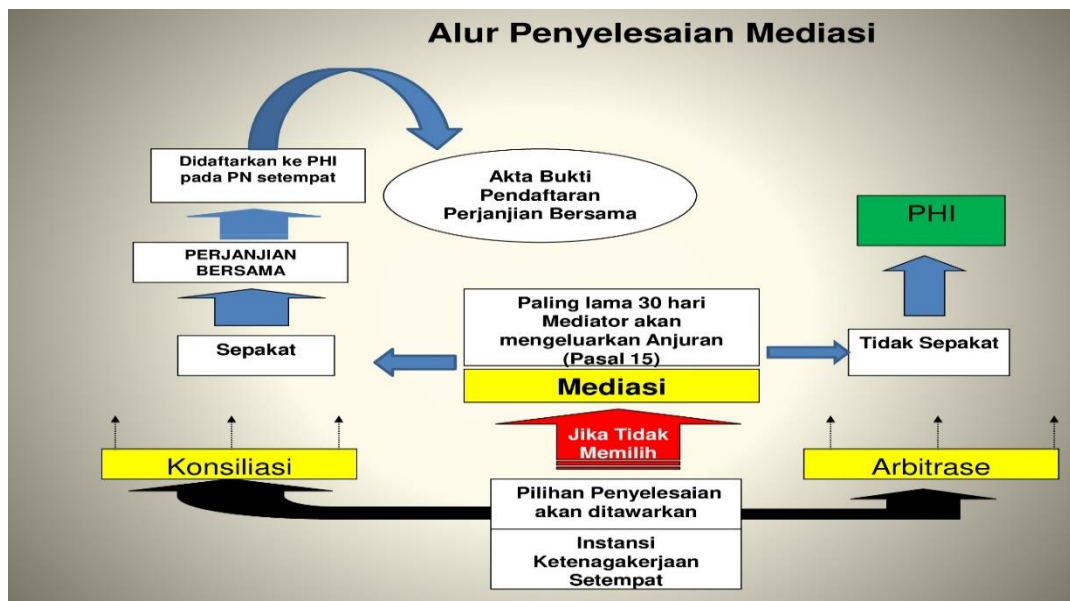 Alur Penyelesaian Mediasi
Didaftarkan ke PHI
pada PN setempat
Akta Bukti
Pendaftaran
Perjanjian Bersama
PHI
PERJANJIAN
BERSAMA
Paling lama 30 hari
Mediator akan
mengeluarkan Anjuran
(Pasal 15)
Sepakat
Tidak Sepakat
Mediasi
Jika Tidak
Memilih
Konsiliasi
Arbitrase
Pilihan Penyelesaian
akan ditawarkan
Instansi
Ketenagakerjaan
Setempat